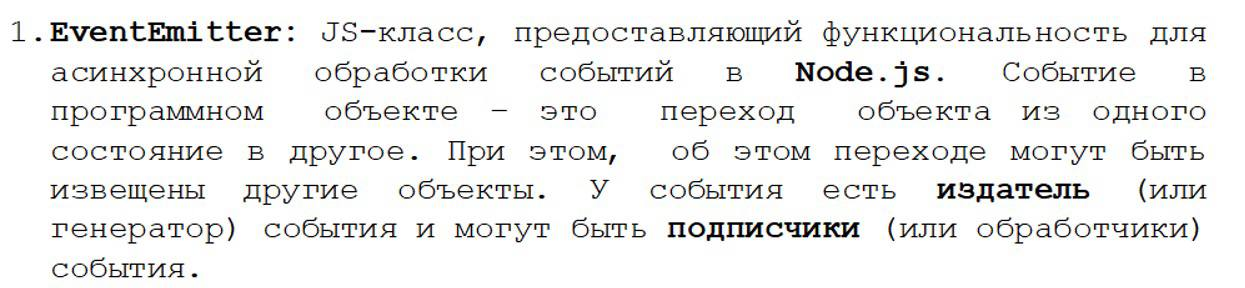 1.EventEmitter: JS-класс, предоставляющий функциональность для
асинхронной обработки событий в Node.js. Событие в
программном объекте – это переход объекта из одного
состояние в другое. При этом, об этом переходе могут быть
извещены другие объекты. У события есть издатель (или
генератор) события и могут быть подписчики (или обработчики)
события.